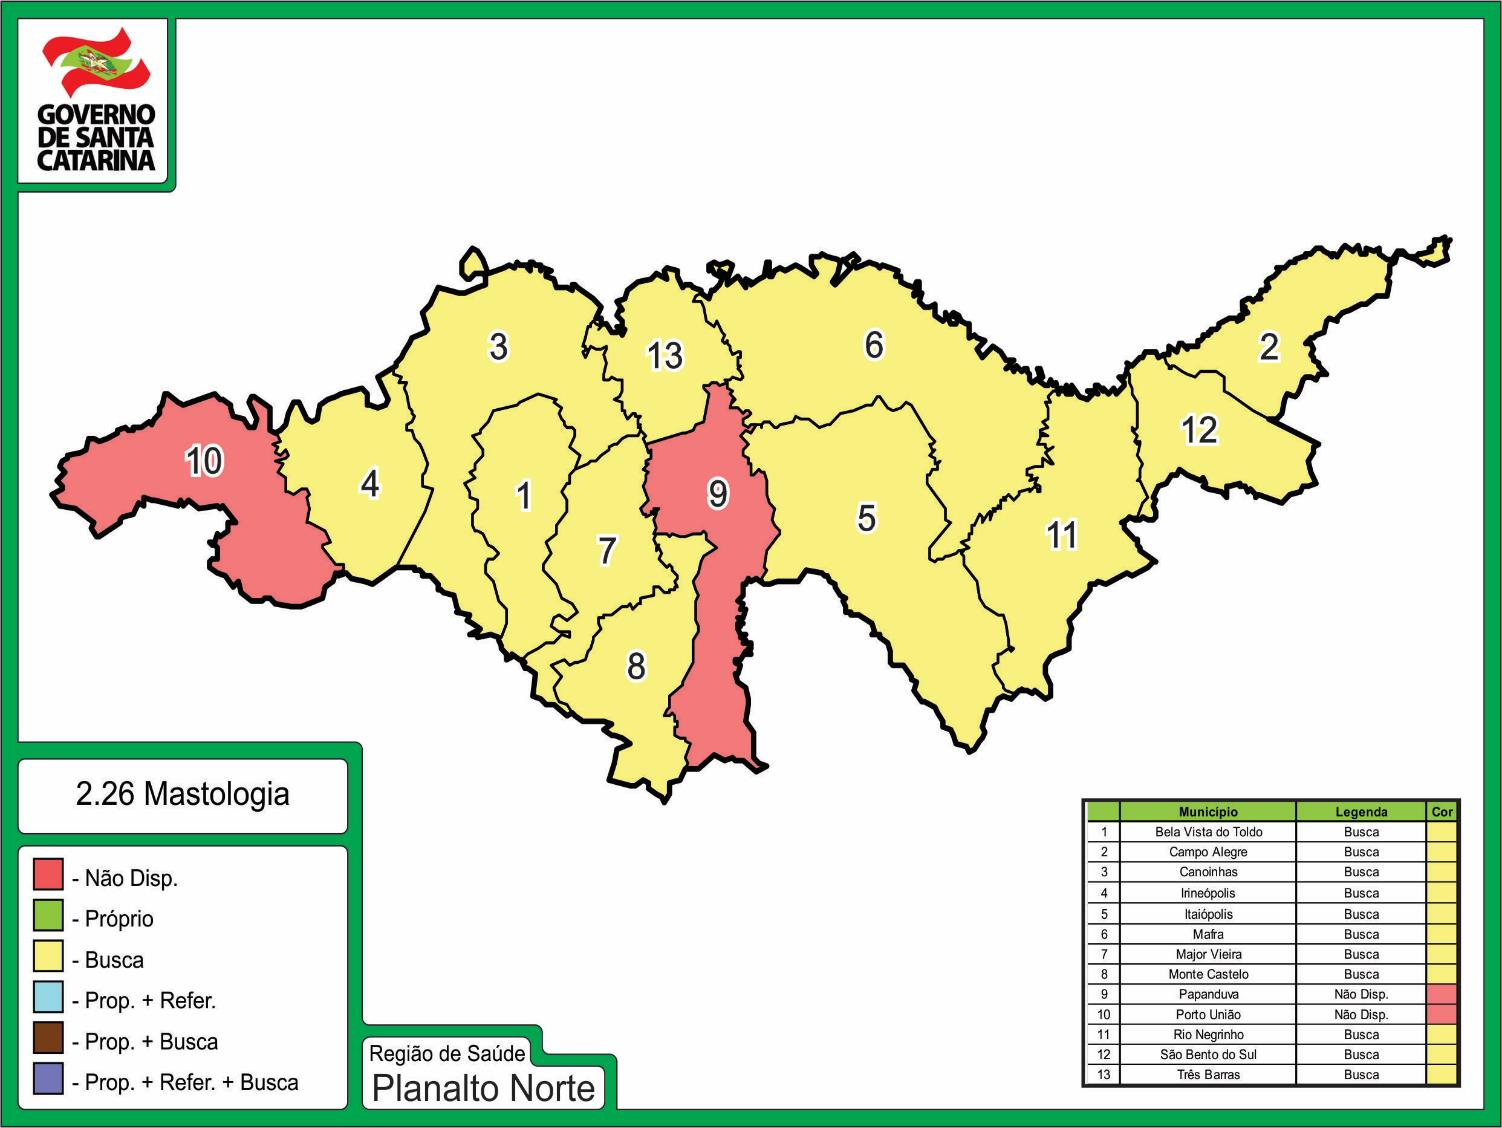 GOVERNO
DE SANTA
CATARINA
3
13
6
2
10
4
1
9
7
5
11
12
8
2.26 Mastologia
- Não Disp.
- Próprio
- Busca
- Prop. + Refer.
- Prop. + Busca
- Prop. + Refer. + Busca
Região de Saúde
Planalto Norte
Município Legenda Cor
1 Bela Vista do Toldo Busca
2 Campo Alegre Busca
3 Canoinhas Busca
4 Irineópolis Busca
5 Itaiópolis Busca
6 Mafra Busca
7 Major Vieira Busca
8 Monte Castelo Busca
9 Papanduva Não Disp.
10 Porto União Não Disp.
11 Rio Negrinho Busca
12 São Bento do Sul Busca
13 Três Barras Busca